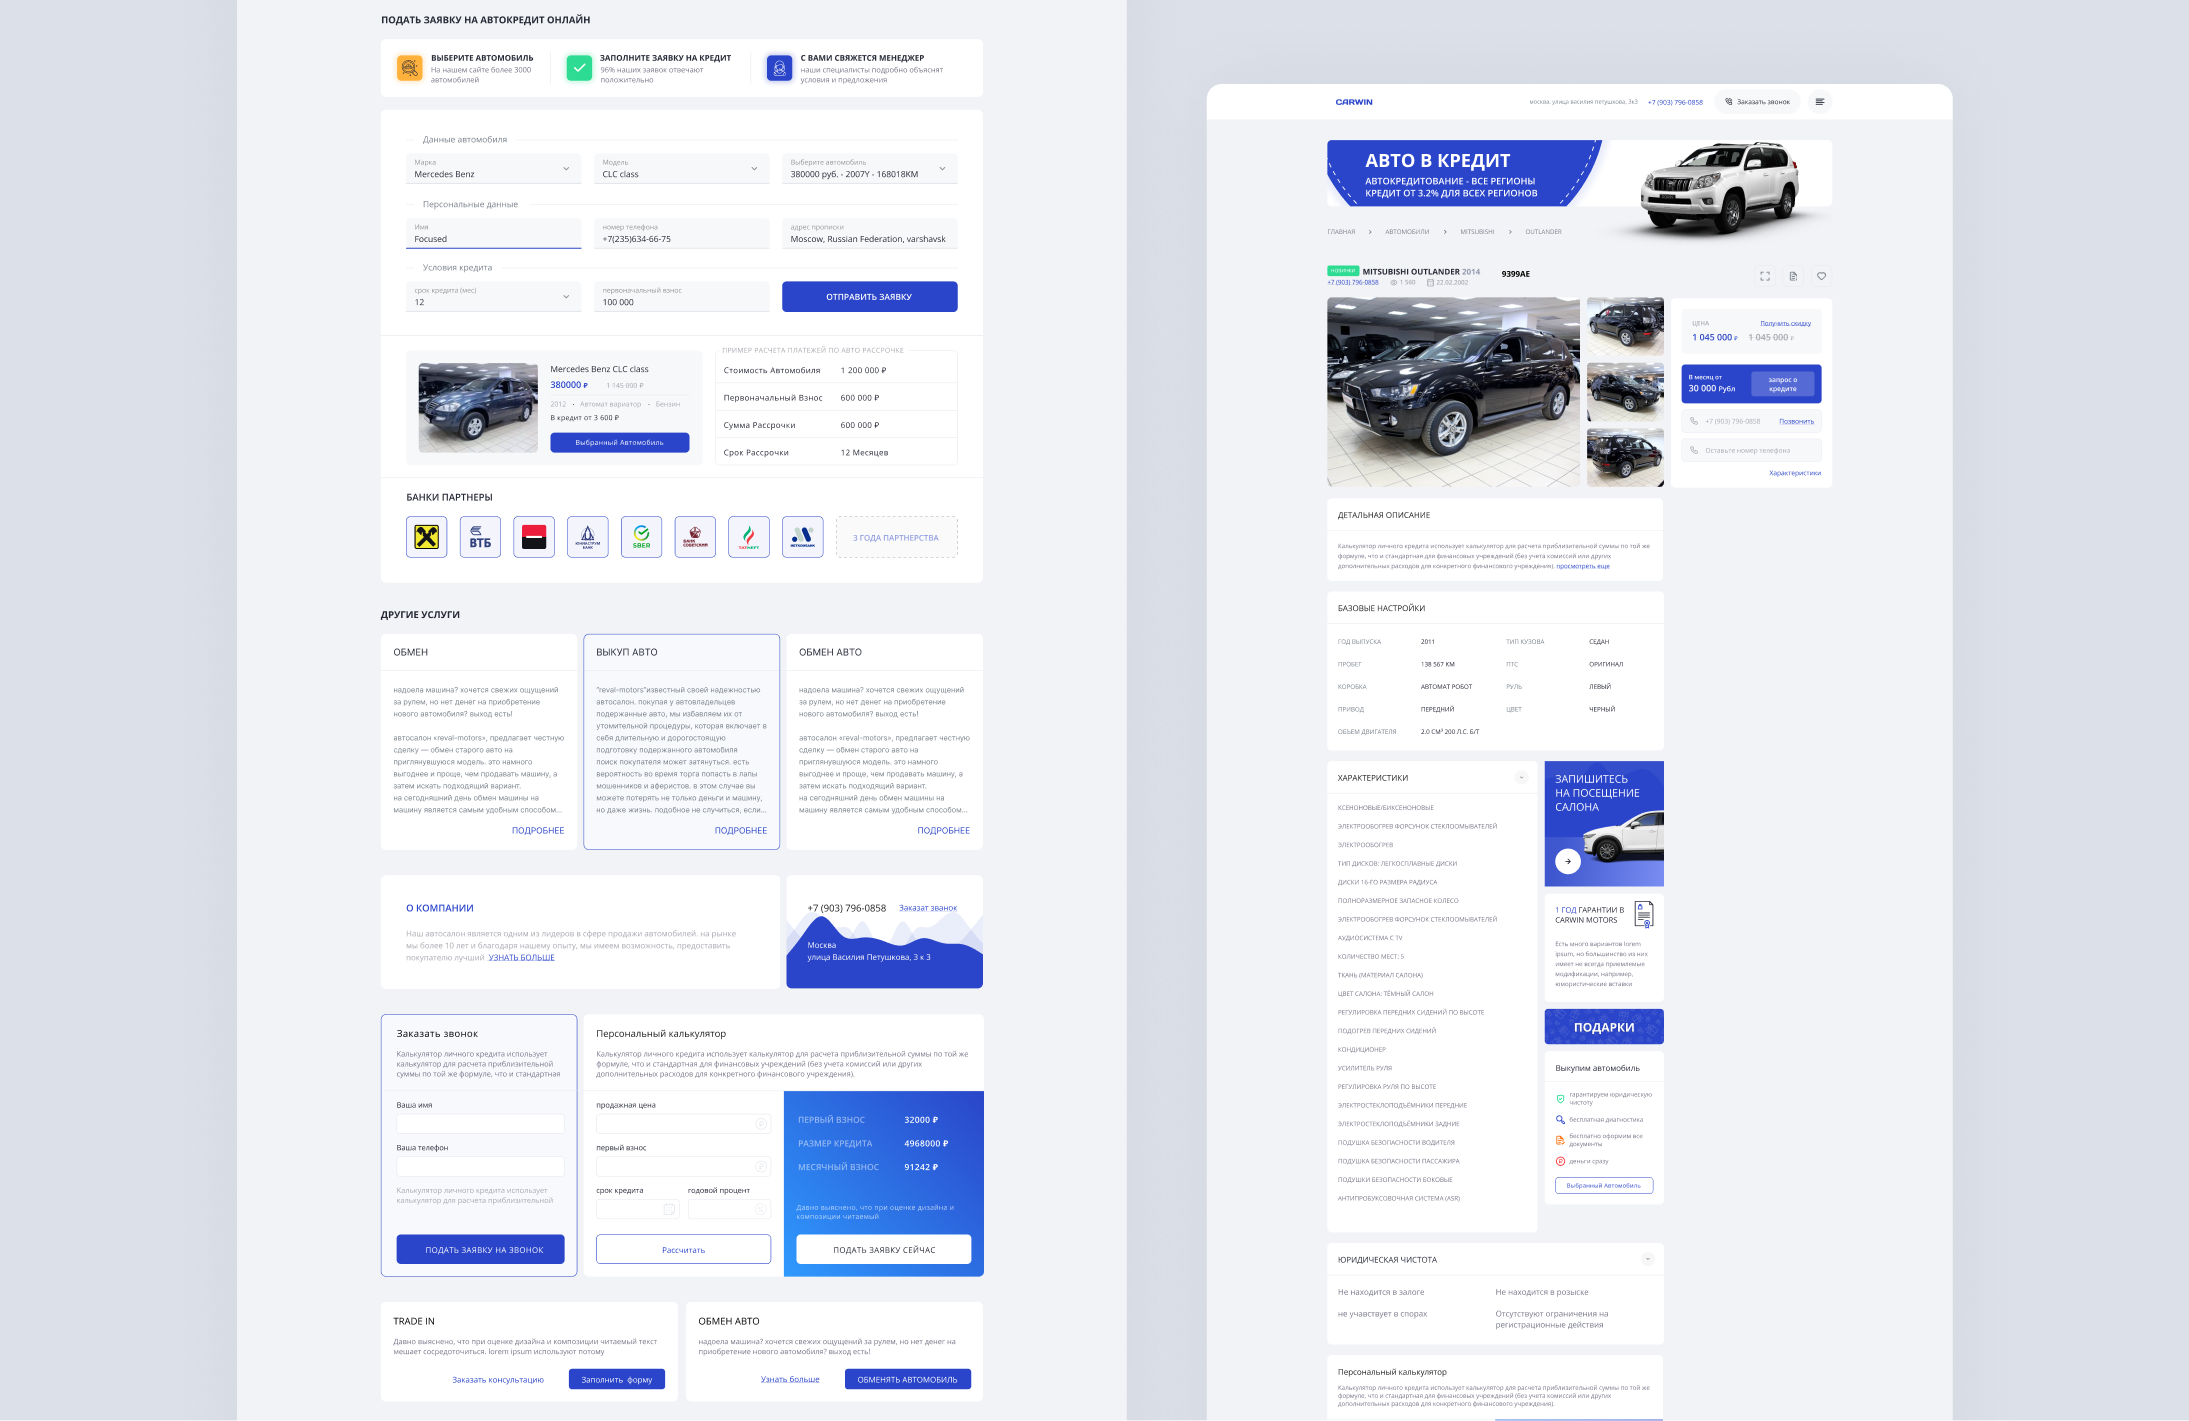 ПОДАТЬ ЗАЯВКУ НА АВТОКРЕДИТ ОНЛАЙН
ВЫБЕРИТЕ АВТОМОБИЛЬ
На нашем сайте более 3000
автомобилей
ЗАПОЛНИТЕ ЗАЯВКУ НА КРЕДИТ
96% наших заявок отвечают
положительно
С ВАМИ СВЯЖЕТСЯ МЕНЕДЖЕР
наши специалисты подробно объяснят
условия и предложения
Данные автомобиля
Марка
Mercedes Benz
Модель
CLC class
Выберите автомобиль
380000 руб. - 2007Y - 168018KM
Персональные данные
Имя
Focused
номер телефона
+7(235)634-66-75
адрес прописки
Moscow, Russian Federation, varshavsk
Условия кредита
срок кредита (мес)
12
первоначальный взнос
100 000
ОТПРАВИТЬ ЗАЯВКУ
Mercedes Benz CLC class
380000 ₽ 1 145 000 ₽
2012 • Автомат вариатор • Бензин
В кредит от 3 600 ₽
Выбранный Автомобиль
ПРИМЕР РАСЧЕТА ПЛАТЕЖЕЙ ПО АВТО РАССРОЧКЕ
Стоимость Автомобиля 1 200 000 ₽
Первоначальный Взнос 600 000 ₽
Сумма Рассрочки 600 000 ₽
Срок Рассрочки 12 Месяцев
БАНКИ ПАРТНЕРЫ
ВТБ
ЮНИАСТРУМ
БАНК
SBER
БАНК
СОВЕТСКИЙ
3 ГОДА ПАРТНЕРСТВА
ДРУГИЕ УСЛУГИ
ОБМЕН
надоела машина? хочется свежих ощущений
за рулем, но нет денег на приобретение
нового автомобиля? выход есть!
автосалон «reval-motors», предлагает честную
сделку — обмен старого авто на
приглянувшуюся модель. это намного
выгоднее и проще, чем продавать машину, а
затем искать подходящий вариант.
на сегодняшний день обмен машины на
машину является самым удобным способом...
ПОДРОБНЕЕ
ВЫКУП АВТО
"reval-motors"известный своей надежностью
автосалон. покупая у автовладельцев
подержанные авто, мы избавляем их от
утомительной процедуры, которая включает в
себя длительную и дорогостоящую
подготовку подержанного автомобиля
поиск покупателя может затянуться. есть
вероятность во время торга попасть в лапы
мошенников и аферистов. в этом случае вы
можете потерять не только деньги и машину,
но даже жизнь. подобное не случиться, если...
ПОДРОБНЕЕ
ОБМЕН АВТО
надоела машина? хочется свежих ощущений
за рулем, но нет денег на приобретение
нового автомобиля? выход есть!
автосалон «reval-motors», предлагает честную
сделку — обмен старого авто на
приглянувшуюся модель. это намного
выгоднее и проще, чем продавать машину, а
затем искать подходящий вариант.
на сегодняшний день обмен машины на
машину является самым удобным способом...
ПОДРОБНЕЕ
О КОМПАНИИ
Наш автосалон является одним из лидеров в сфере продажи автомобилей. на рынке
мы более 10 лет и благодаря нашему опыту, мы имеем возможность, предоставить
покупателю лучший УЗНАТЬ БОЛЬШЕ
+7 (903) 796-0858 Заказат звонок
Москва
улица Василия Петушкова, 3 к 3
Заказать звонок
Калькулятор личного кредита использует
калькулятор для расчета приблизительной
суммы по той же формуле, что и стандартная
Ваша имя
Ваша телефон
Калькулятор личного кредита использует
калькулятор для расчета приблизительной
ПОДАТЬ ЗАЯВКУ НА ЗВОНОК
Персональный калькулятор
Калькулятор личного кредита использует калькулятор для расчета приблизительной суммы по той же
формуле, что и стандартная для финансовых учреждений (без учета комиссий или других
дополнительных расходов для конкретного финансового учреждения).
продажная цена
первый взнос
срок кредита
годовой процент
Рассчитать
ПЕРВЫЙ ВЗНОС 32000 ₽
РАЗМЕР КРЕДИТА 4968000 ₽
МЕСЯЧНЫЙ ВЗНОС 91242 ₽
Давно выяснено, что при оценке дизайна и
композиции читаемый
ПОДАТЬ ЗАЯВКУ СЕЙЧАС
TRADE IN
Давно выяснено, что при оценке дизайна и композиции читаемый текст
мешает сосредоточиться. lorem ipsum используют потому
Заказать консультацию
Заполнить форму
ОБМЕН АВТО
надоела машина? хочется свежих ощущений за рулем, но нет денег на
приобретение нового автомобиля? выход есть!
Узнать больше
ОБМЕНЯТЬ АВТОМОБИЛЬ
CARWIN
москва. улица василия петушкова, 3к3
+7 (903) 796-0858
Заказать звонок
АВТО В КРЕДИТ
АВТОКРЕДИТОВАНИЕ - ВСЕ РЕГИОНЫ
КРЕДИТ ОТ 3.2% ДЛЯ ВСЕХ РЕГИОНОВ
ГЛАВНАЯ > АВТОМОБИЛИ > MITSUBISHI > OUTLANDER
НОВИНКИ MITSUBISHI OUTLANDER 2014 9399AE
+7 (903) 796-0858 1 560 22.02.2002
ЦЕНА Получить скидку
1 045 000 ₽ 1 045 000 ₽
В месяц от
30 000 Рубл
запрос о
кредите
+7 (903) 796-0858 Позвонить
Оставьте номер телефона
Характеристики
ДЕТАЛЬНАЯ ОПИСАНИЕ
Калькулятор личного кредита использует калькулятор для расчета приблизительной суммы по той же
формуле, что и стандартная для финансовых учреждений (без учета комиссий или других
дополнительных расходов для конкретного финансового учреждения). просмотреть еще
БАЗОВЫЕ НАСТРОЙКИ
ГОД ВЫПУСКА 2011 ТИП КУЗОВА СЕДАН
ПРОБЕГ 138 567 КМ ПТС ОРИГИНАЛ
КОРОБКА АВТОМАТ РОБОТ РУЛЬ ЛЕВЫЙ
ПРИВОД ПЕРЕДНИЙ ЦВЕТ ЧЕРНЫЙ
ОБЪЕМ ДВИГАТЕЛЯ 2.0 СМ³ 200 Л.С. Б/Т
ХАРАКТЕРИСТИКИ
КСЕНОНОВЫЕ/БИКСЕНОНОВЫЕ
ЭЛЕКТРООБОГРЕВ ФОРСУНОК СТЕКЛООМЫВАТЕЛЕЙ
ЭЛЕКТРООБОГРЕВ
ТИП ДИСКОВ: ЛЕГКОСПЛАВНЫЕ ДИСКИ
ДИСКИ 16-ГО РАЗМЕРА РАДИУСА
ПОЛНОРАЗМЕРНОЕ ЗАПАСНОЕ КОЛЕСО
ЭЛЕКТРООБОГРЕВ ФОРСУНОК СТЕКЛООМЫВАТЕЛЕЙ
АУДИОСИСТЕМА С TV
КОЛИЧЕСТВО МЕСТ: 5
ТКАНЬ (МАТЕРИАЛ САЛОНА)
ЦВЕТ САЛОНА: ТЁМНЫЙ САЛОН
РЕГУЛИРОВКА ПЕРЕДНИХ СИДЕНИЙ ПО ВЫСОТЕ
ПОДОГРЕВ ПЕРЕДНИХ СИДЕНИЙ
КОНДИЦИОНЕР
УСИЛИТЕЛЬ РУЛЯ
РЕГУЛИРОВКА РУЛЯ ПО ВЫСОТЕ
ЭЛЕКТРОСТЕКЛОПОДЪЁМНИКИ ПЕРЕДНИЕ
ЭЛЕКТРОСТЕКЛОПОДЪЁМНИКИ ЗАДНИЕ
ПОДУШКА БЕЗОПАСНОСТИ ВОДИТЕЛЯ
ПОДУШКА БЕЗОПАСНОСТИ ПАССАЖИРА
ПОДУШКИ БЕЗОПАСНОСТИ БОКОВЫЕ
АНТИПРОБУКСОВОЧНАЯ СИСТЕМА (ASR)
ЗАПИШИТЕСЬ
НА ПОСЕЩЕНИЕ
САЛОНА
1 ГОД ГАРАНТИИ В
CARWIN MOTORS
Есть много вариантов lorem
ipsum, но большинство из них
имеет не всегда приемлемые
модификации, например,
юмористические вставки
ПОДАРКИ
Выкупим автомобиль
гарантируем юридическую
чистоту
бесплатная диагностика
бесплатно оформим все
документы
деньги сразу
Выбранный Автомобиль
ЮРИДИЧЕСКАЯ ЧИСТОТА
Не находится в залоге
Не находится в розыске
не учавствует в спорах
Отсутствуют ограничения на
регистрационные действия
Персональный калькулятор
Калькулятор личного кредита использует калькулятор для расчета приблизительной суммы по той же
формуле, что и стандартная для финансовых учреждений (без учета комиссий или других
дополнительных расходов для конкретного финансового учреждения).